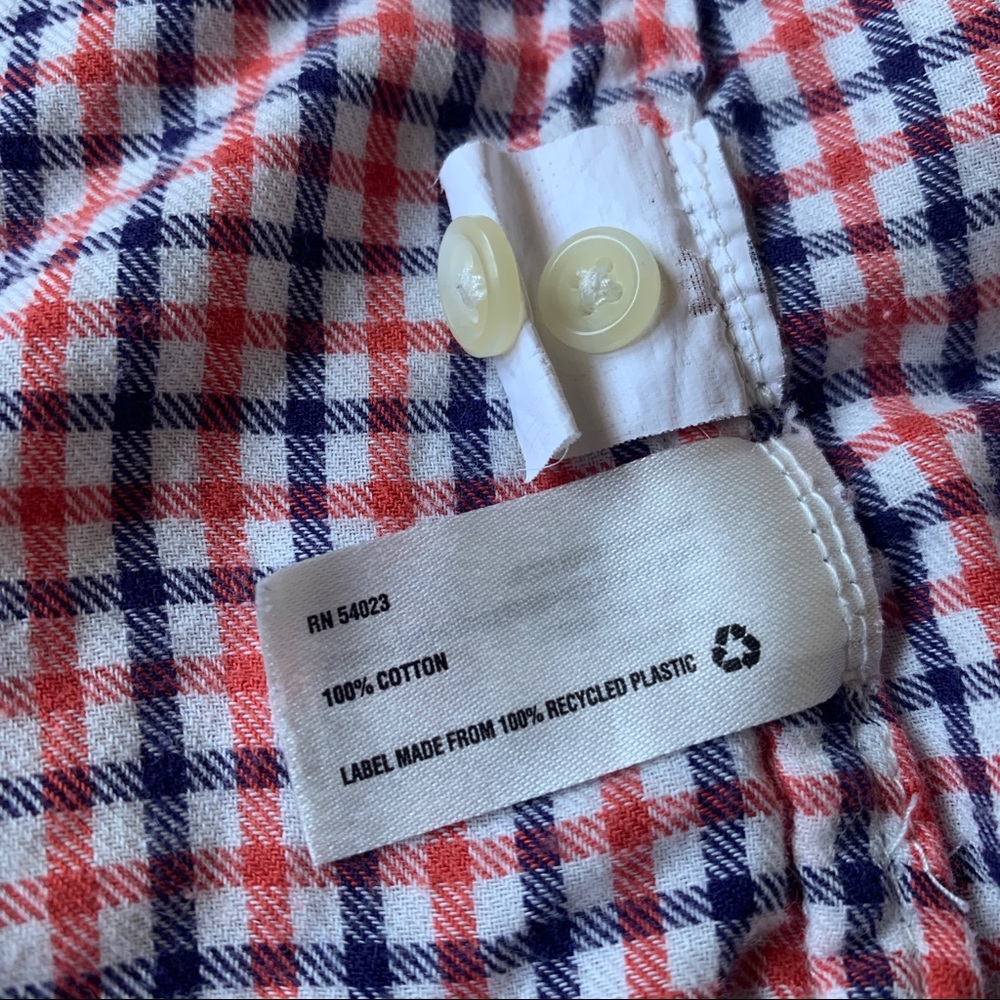 RN 54023
100% COTTON
LABEL MADE FROM 100% RECYCLED PLASTIC